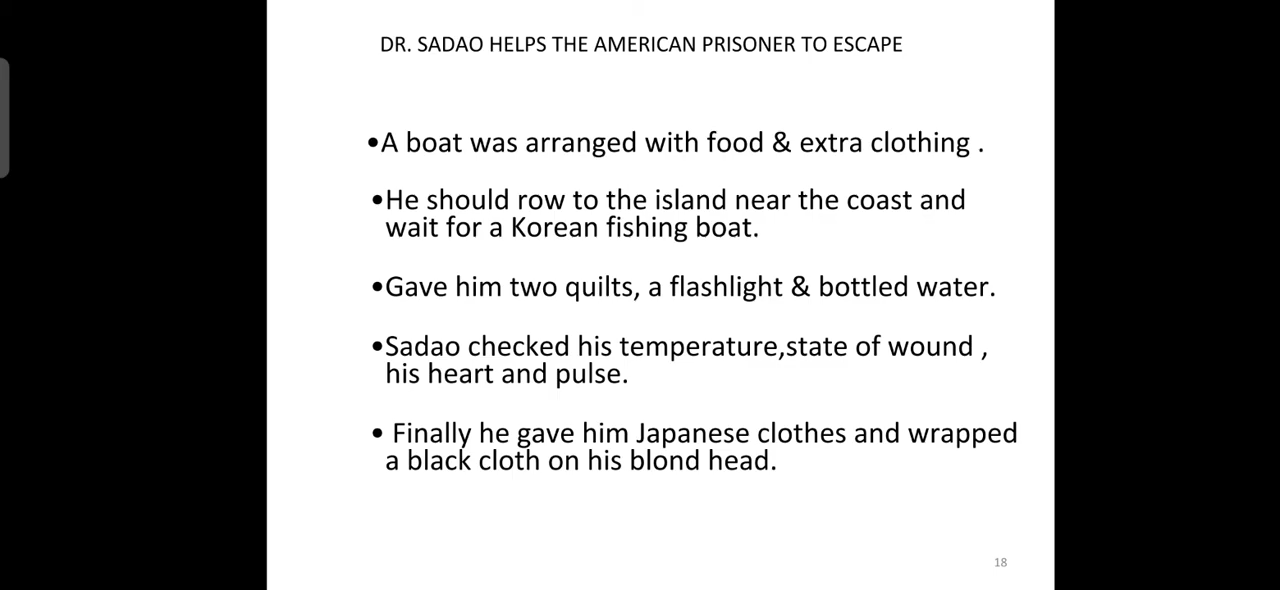 DR. SADAO HELPS THE AMERICAN PRISONER TO ESCAPE
•A boat was arranged with food & extra clothing .
•He should row to the island near the coast and
wait for a Korean fishing boat.
•Gave him two quilts, a flashlight & bottled water.
•Sadao checked his temperature,state of wound ,
his heart and pulse.
• Finally he gave him Japanese clothes and wrapped
a black cloth on his blond head.
18